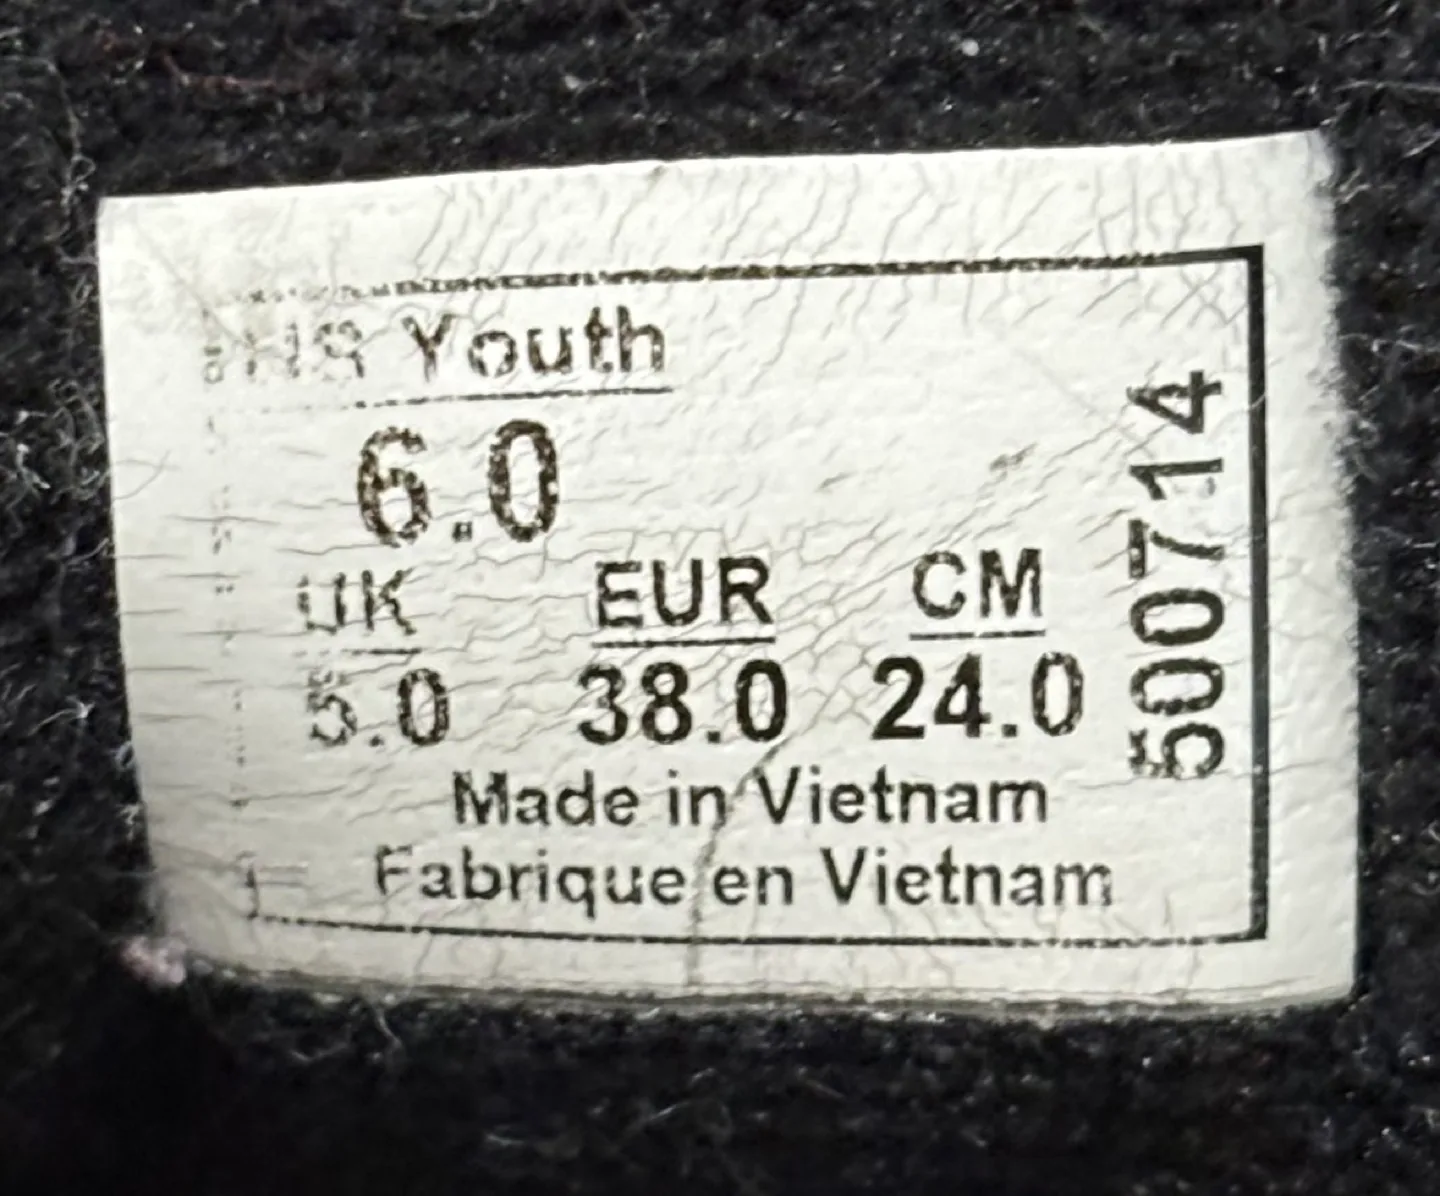 Youth
6.0
UK EUR CM
5.0 38.0 24.0
Made in Vietnam
Fabrique en Vietnam
500714